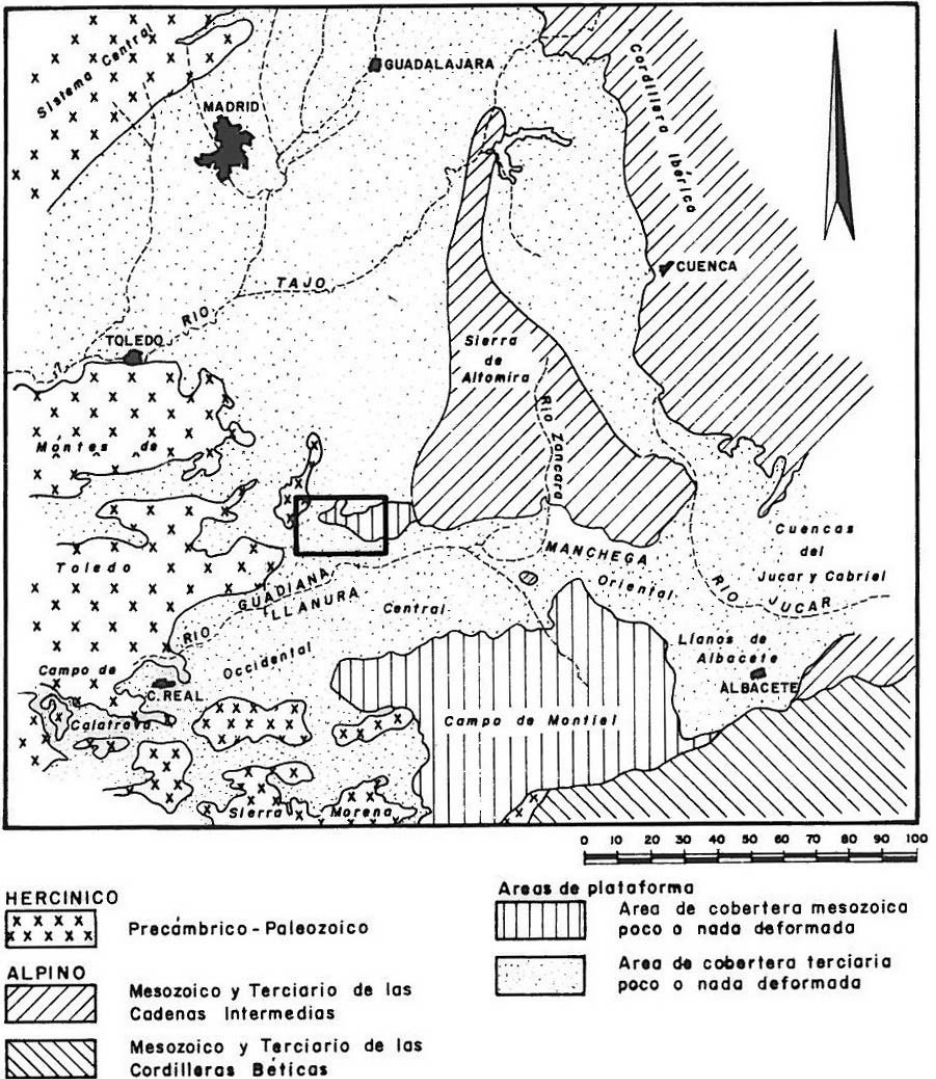 Sistema Central
GUADALAJARA
MADRID
Cordillera Ibérica
CUENCA
RIO TAJO
TOLEDO
Sierra
de
Altomira
Rio Zancara
Móntes de
Toledo
Cuencas
del
Jucar y Cabriel
MANCHEGA
Oriental
RIO JUCAR
RIO GUADIANA
LLANURA
Central
Occidental
Llanos de
Albacete
ALBACETE
Campo de
Calatrava
C. REAL
Campo de Montiel
Sierra Morena
0 10 20 30 40 50 60 70 80 90 100
HERCINICO
Precámbrico - Paleozoico
ALPINO
Mesozoico y Terciario de las
Cadenas Intermedias
Mesozoico y Terciario de las
Cordilleras Béticas
Areas de plataforma
Area de cobertera mesozoica
poco o nada deformada
Area de cobertera terciaria
poco o nada deformada